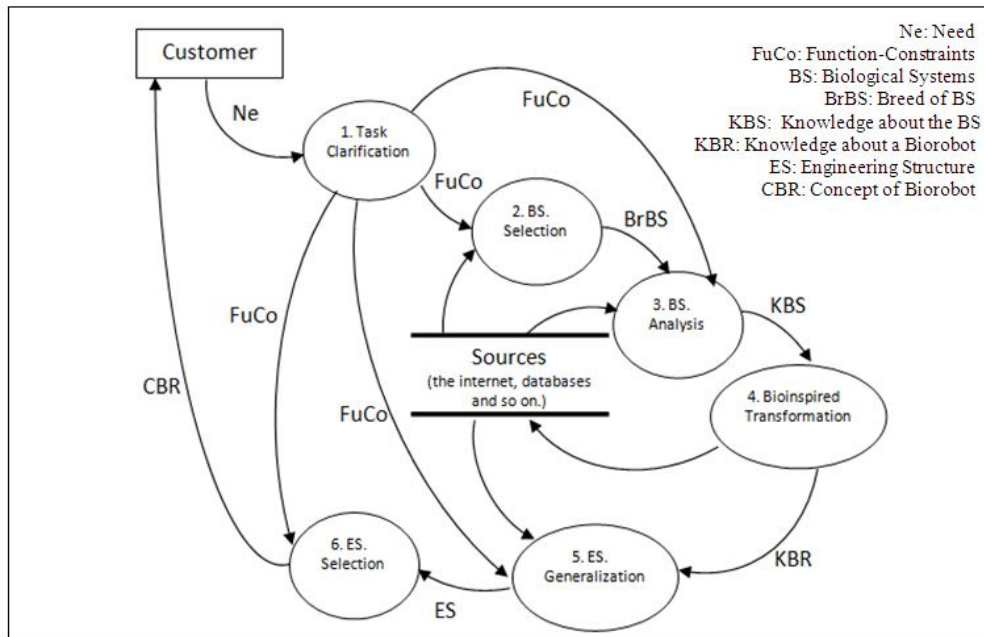 Customer
Ne: Need
FuCo: Function-Constraints
BS: Biological Systems
BrBS: Breed of BS
KBS: Knowledge about the BS
KBR: Knowledge about a Biorobot
ES: Engineering Structure
CBR: Concept of Biorobot
Ne
FuCo
1. Task
Clarification
FuCo
2. BS.
Selection
BrBS
3. BS.
Analysis
KBS
FuCo
Sources
(the internet, databases
and so on.)
CBR
4. Bioinspired
Transformation
FuCo
6. ES.
Selection
5. ES.
Generalization
KBR
ES